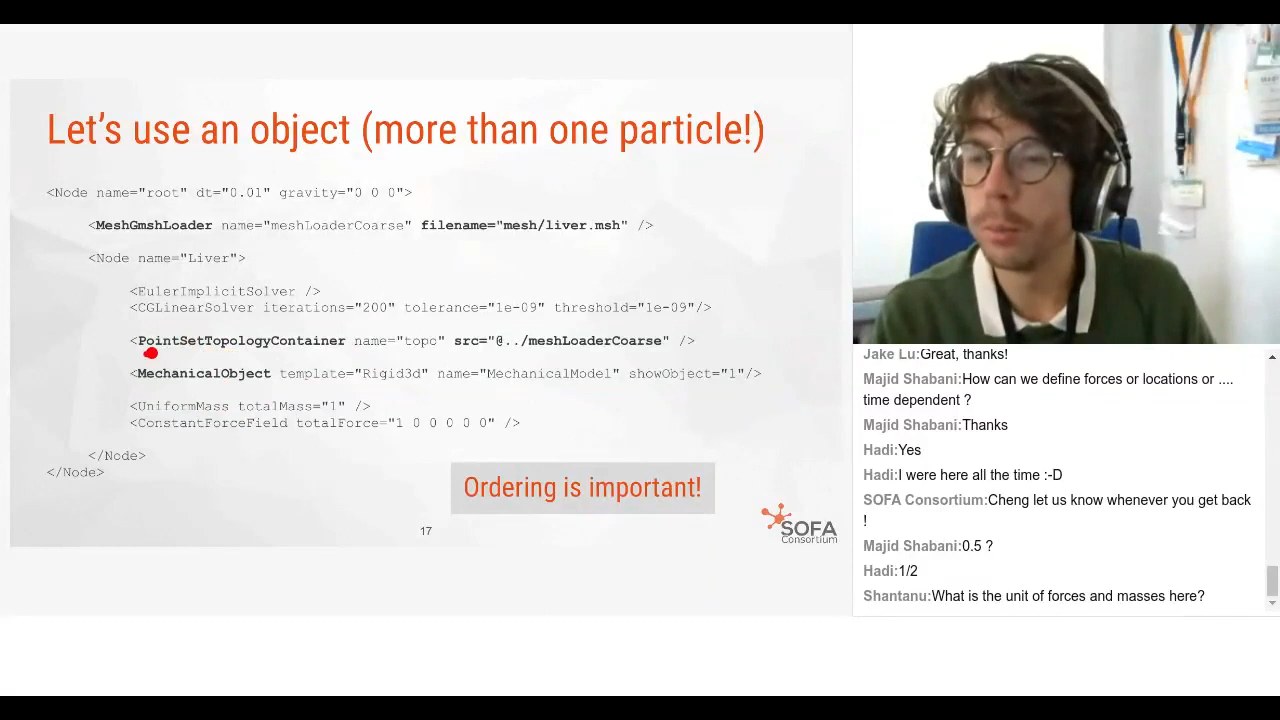 Let's use an object (more than one particle!)
<Node name="root" dt="0.01" gravity="0 0 0">
<MeshGmshLoader name="meshLoaderCoarse" filename="mesh/liver.msh" />
<Node name="Liver">
<EulerImplicitSolver />
<CGLinearSolver iterations="200" tolerance="1e-09" threshold="1e-09"/>
<PointSetTopologyContainer name="topo" src="@../meshLoaderCoarse" />
<MechanicalObject template="Rigid3d" name="MechanicalModel" showObject="1"/>
<UniformMass totalMass="1" />
<ConstantForceField totalForce="1 0 0 0 0 0" />
</Node>
</Node>
Ordering is important!
17
SOFA
Consortium
Jake Lu:Great, thanks!
Majid Shabani:How can we define forces or locations or ....
time dependent ?
Majid Shabani:Thanks
Hadi:Yes
Hadi:I were here all the time :-D
SOFA Consortium:Cheng let us know whenever you get back
!
Majid Shabani:0.5 ?
Hadi:1/2
Shantanu:What is the unit of forces and masses here?